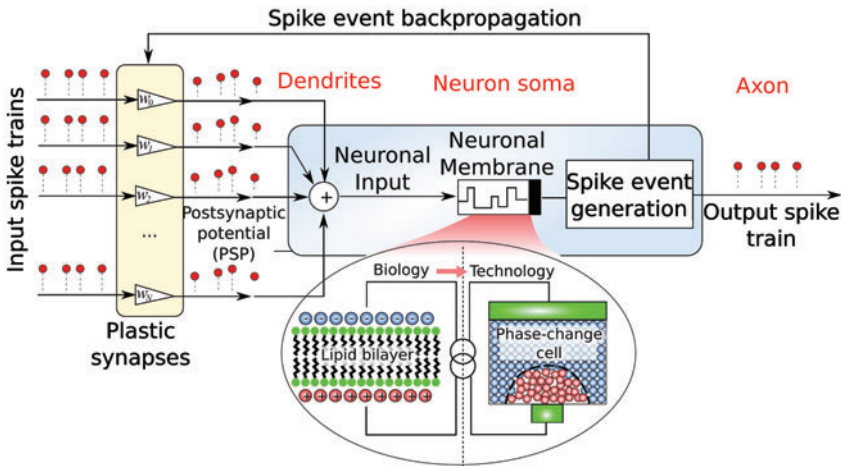 Spike event backpropagation
Dendrites
Neuron soma
Axon
Input spike trains
W0
W1
W2
...
WN
Plastic
synapses
Postsynaptic
potential
(PSP)
+
Neuronal
Input
Neuronal
Membrane
Spike event
generation
Output spike
train
Biology
Technology
Lipid bilayer
Phase-change
cell